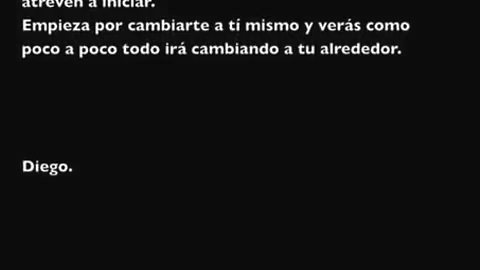 atreven a iniciar.
Empieza por cambiarte a tí mismo y verás como
poco a poco todo irá cambiando a tu alrededor.
Diego.